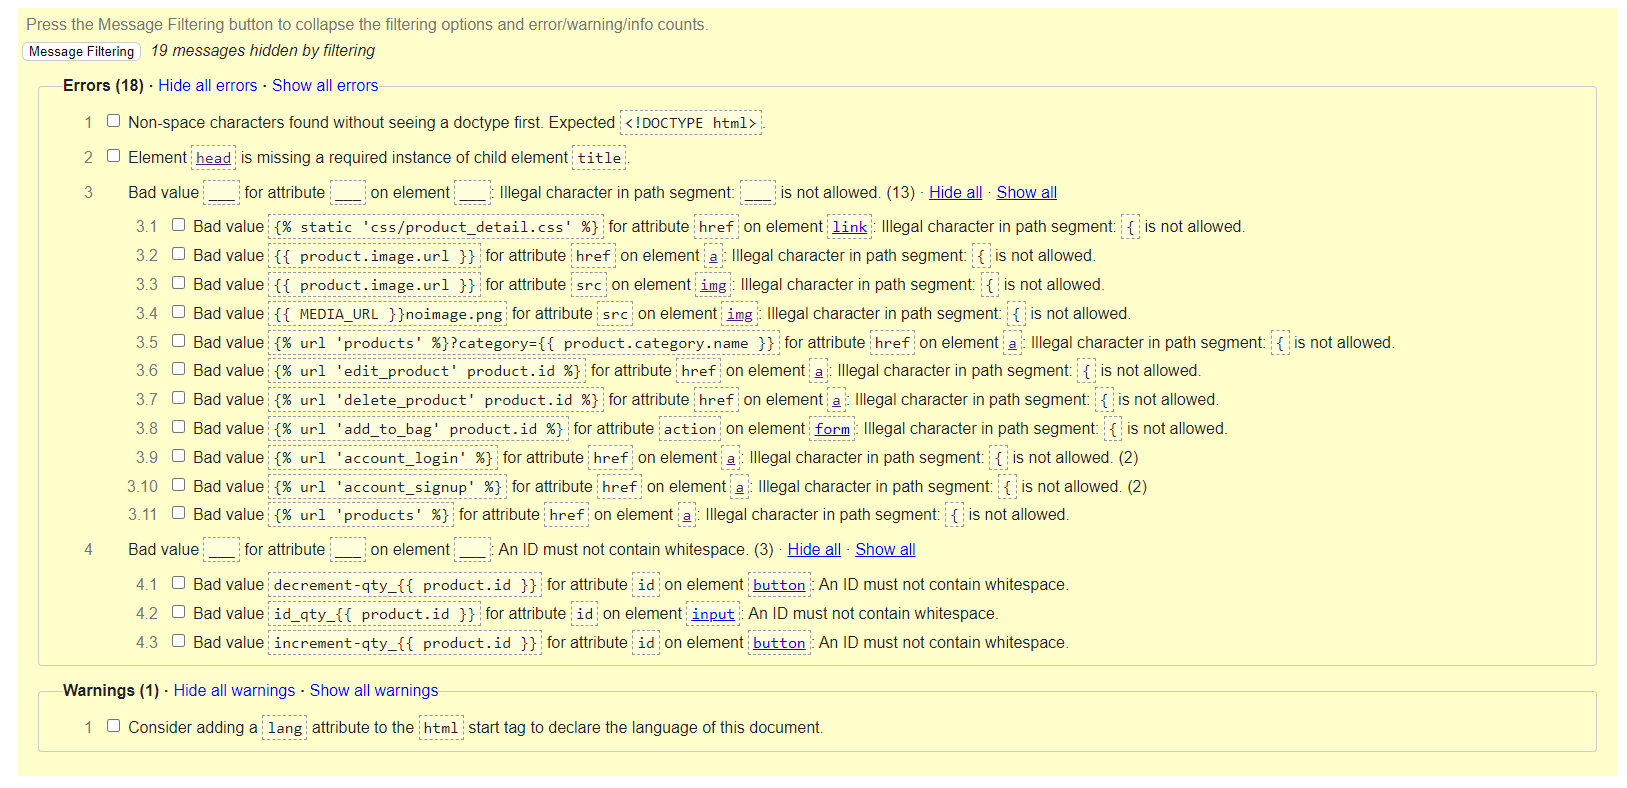 Press the Message Filtering button to collapse the filtering options and error/warning/info counts.
Message Filtering 19 messages hidden by filtering
Errors (18) · Hide all errors · Show all errors
1 Non-space characters found without seeing a doctype first. Expected <!DOCTYPE html>.
2 Element head is missing a required instance of child element title.
3 Bad value ___ for attribute ___ on element ___: Illegal character in path segment: ___ is not allowed. (13) · Hide all · Show all
3.1 Bad value {% static 'css/product_detail.css' %} for attribute href on element link: Illegal character in path segment: { is not allowed.
3.2 Bad value {{ product.image.url }} for attribute href on element a: Illegal character in path segment: { is not allowed.
3.3 Bad value {{ product.image.url }} for attribute src on element img: Illegal character in path segment: { is not allowed.
3.4 Bad value {{ MEDIA_URL }}noimage.png for attribute src on element img: Illegal character in path segment: { is not allowed.
3.5 Bad value {% url 'products' %}?category={{ product.category.name }} for attribute href on element a: Illegal character in path segment: { is not allowed.
3.6 Bad value {% url 'edit_product' product.id %} for attribute href on element a: Illegal character in path segment: { is not allowed.
3.7 Bad value {% url 'delete_product' product.id %} for attribute href on element a: Illegal character in path segment: { is not allowed.
3.8 Bad value {% url 'add_to_bag' product.id %} for attribute action on element form: Illegal character in path segment: { is not allowed.
3.9 Bad value {% url 'account_login' %} for attribute href on element a: Illegal character in path segment: { is not allowed. (2)
3.10 Bad value {% url 'account_signup' %} for attribute href on element a: Illegal character in path segment: { is not allowed. (2)
3.11 Bad value {% url 'products' %} for attribute href on element a: Illegal character in path segment: { is not allowed.
4 Bad value ___ for attribute ___ on element ___: An ID must not contain whitespace. (3) · Hide all · Show all
4.1 Bad value decrement-qty_{{ product.id }} for attribute id on element button: An ID must not contain whitespace.
4.2 Bad value id_qty_{{ product.id }} for attribute id on element input: An ID must not contain whitespace.
4.3 Bad value increment-qty_{{ product.id }} for attribute id on element button: An ID must not contain whitespace.
Warnings (1) · Hide all warnings · Show all warnings
1 Consider adding a lang attribute to the html start tag to declare the language of this document.